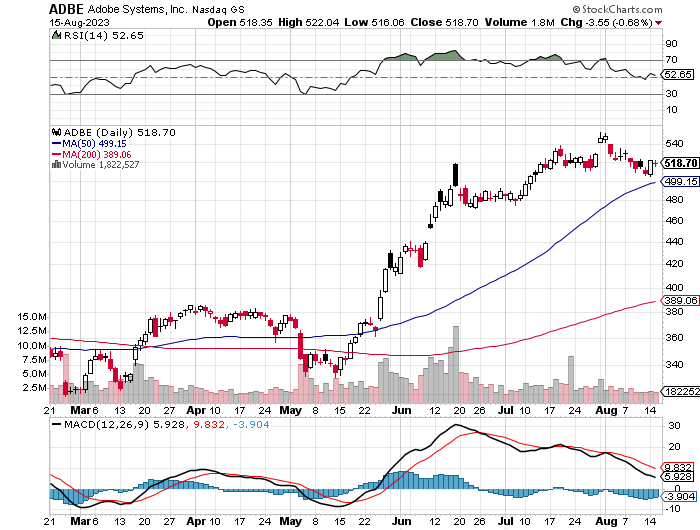 ADBE Adobe Systems, Inc. Nasdaq GS
© StockCharts.com
15-Aug-2023 Open 518.35 High 522.04 Low 516.06 Close 518.70 Volume 1.8M Chg -3.55 (-0.68%)
RSI(14) 52.65
90
70
52.65
50
30
10
ADBE (Daily) 518.70
MA(50) 499.15
MA(200) 389.06
Volume 1,822,527
540
518.70
499.15
480
460
440
420
400
389.06
380
360
340
15.0M
12.5M
10.0M
7.5M
5.0M
2.5M
182252
21 Mar 6 13 20 27 Apr 10 17 24 May 8 15 22 Jun 12 20 26 Jul 10 17 24 Aug 7 14
MACD(12,26,9) 5.928, 9.832, -3.904
30
20
9.832
5.928
0
-3.904
-10
21 Mar 6 13 20 27 Apr 10 17 24 May 8 15 22 Jun 12 20 26 Jul 10 17 24 Aug 7 14